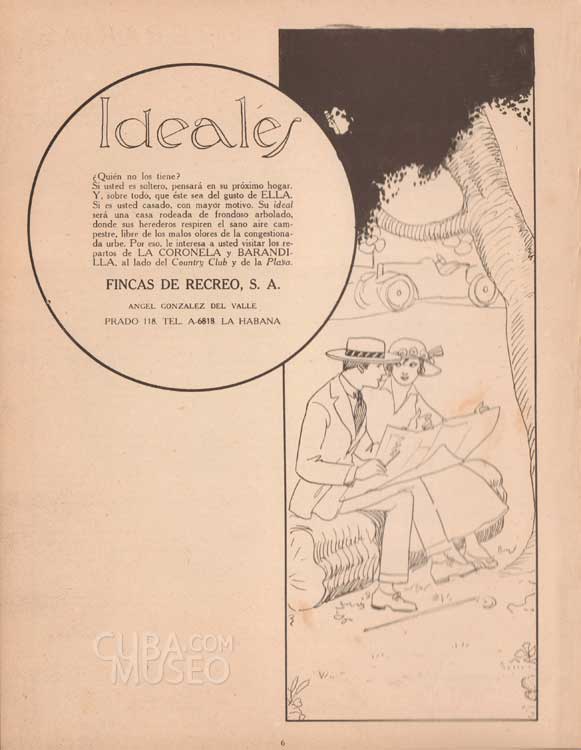 Ideales
¿Quién no los tiene?
Si usted es soltero, pensará en su próximo hogar.
Y, sobre todo, que éste sea del gusto de ELLA.
Si es usted casado, con mayor motivo. Su ideal
será una casa rodeada de frondoso arbolado,
donde sus herederos respiren el sano aire cam-
pestre, libre de los malos olores de la congestiona-
da urbe. Por eso, le interesa a usted visitar los re-
partos de LA CORONELA y BARANDI-
LLA, al lado del Country Club y de la Playa.
FINCAS DE RECREO, S. A.
ANGEL GONZALEZ DEL VALLE
PRADO 118. TEL. A-6818. LA HABANA
CUBA.COM
MUSEO
6